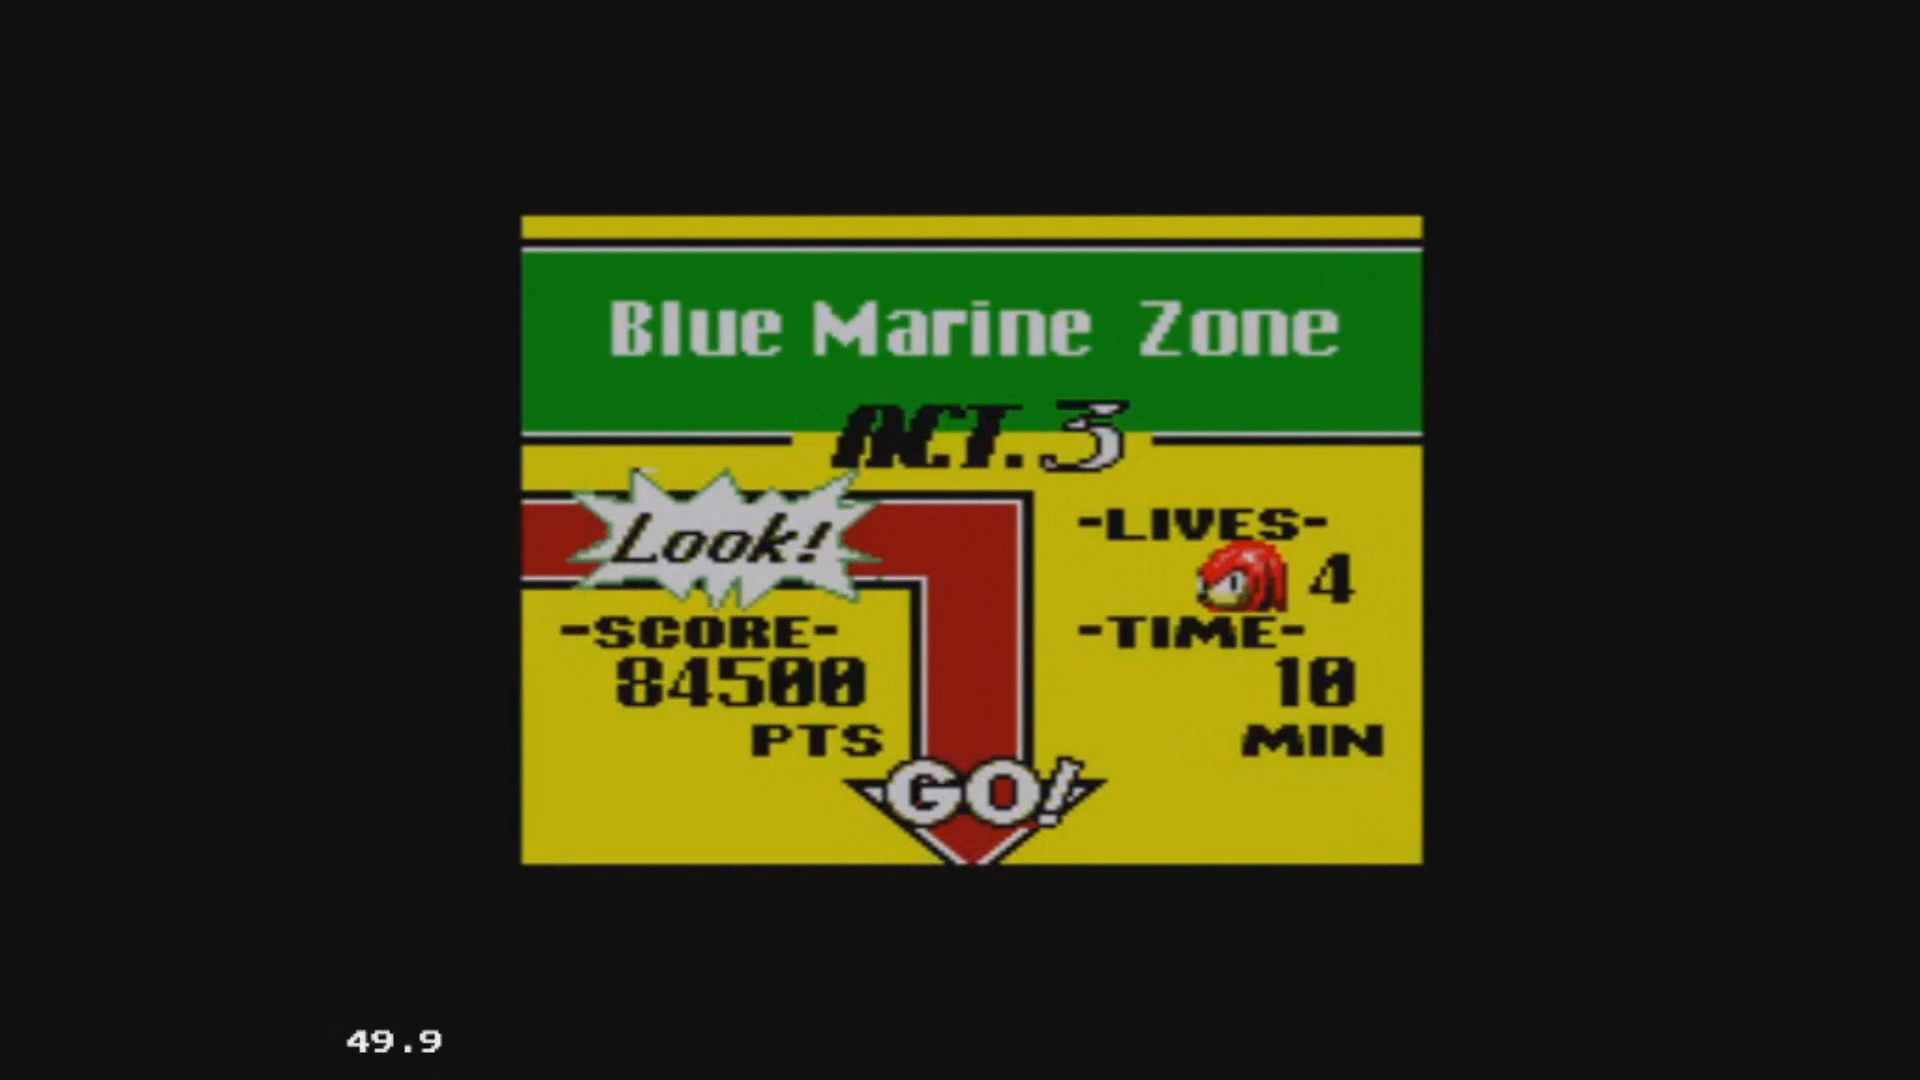 Blue Marine Zone
ACT.3
Look!
-LIVES-
4
-SCORE-
84500
PTS
-TIME-
10
MIN
GO!
49.9